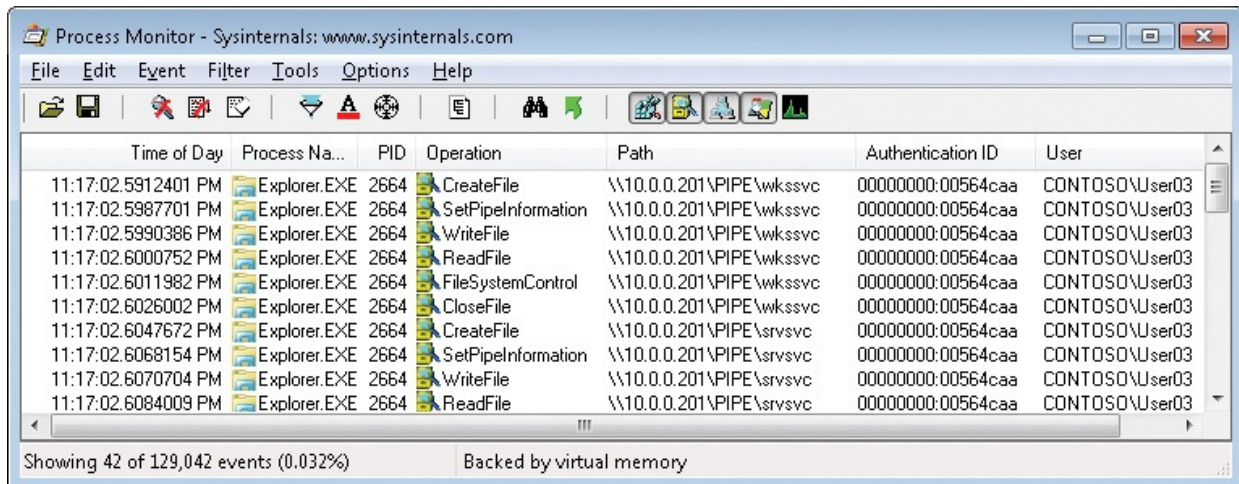 Process Monitor - Sysinternals: www.sysinternals.com
File Edit Event Filter Tools Options Help
Time of Day Process Na... PID Operation Path Authentication ID User
11:17:02.5912401 PM Explorer.EXE 2664 CreateFile \\10.0.0.201\PIPE\wkssvc 00000000:00564caa CONTOSO\User03
11:17:02.5987701 PM Explorer.EXE 2664 SetPipeInformation \\10.0.0.201\PIPE\wkssvc 00000000:00564caa CONTOSO\User03
11:17:02.5990386 PM Explorer.EXE 2664 WriteFile \\10.0.0.201\PIPE\wkssvc 00000000:00564caa CONTOSO\User03
11:17:02.6000752 PM Explorer.EXE 2664 ReadFile \\10.0.0.201\PIPE\wkssvc 00000000:00564caa CONTOSO\User03
11:17:02.6011982 PM Explorer.EXE 2664 FileSystemControl \\10.0.0.201\PIPE\wkssvc 00000000:00564caa CONTOSO\User03
11:17:02.6026002 PM Explorer.EXE 2664 CloseFile \\10.0.0.201\PIPE\wkssvc 00000000:00564caa CONTOSO\User03
11:17:02.6047672 PM Explorer.EXE 2664 CreateFile \\10.0.0.201\PIPE\srvsvc 00000000:00564caa CONTOSO\User03
11:17:02.6068154 PM Explorer.EXE 2664 SetPipeInformation \\10.0.0.201\PIPE\srvsvc 00000000:00564caa CONTOSO\User03
11:17:02.6070704 PM Explorer.EXE 2664 WriteFile \\10.0.0.201\PIPE\srvsvc 00000000:00564caa CONTOSO\User03
11:17:02.6084009 PM Explorer.EXE 2664 ReadFile \\10.0.0.201\PIPE\srvsvc 00000000:00564caa CONTOSO\User03
Showing 42 of 129,042 events (0.032%) Backed by virtual memory